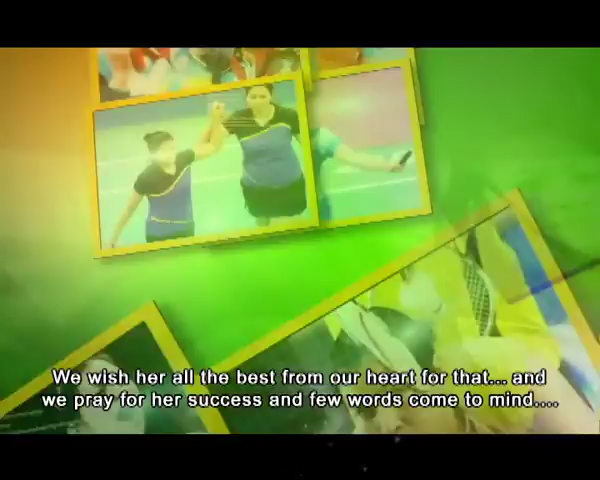 We wish her all the best from our heart for that... and
we pray for her success and few words come to mind....